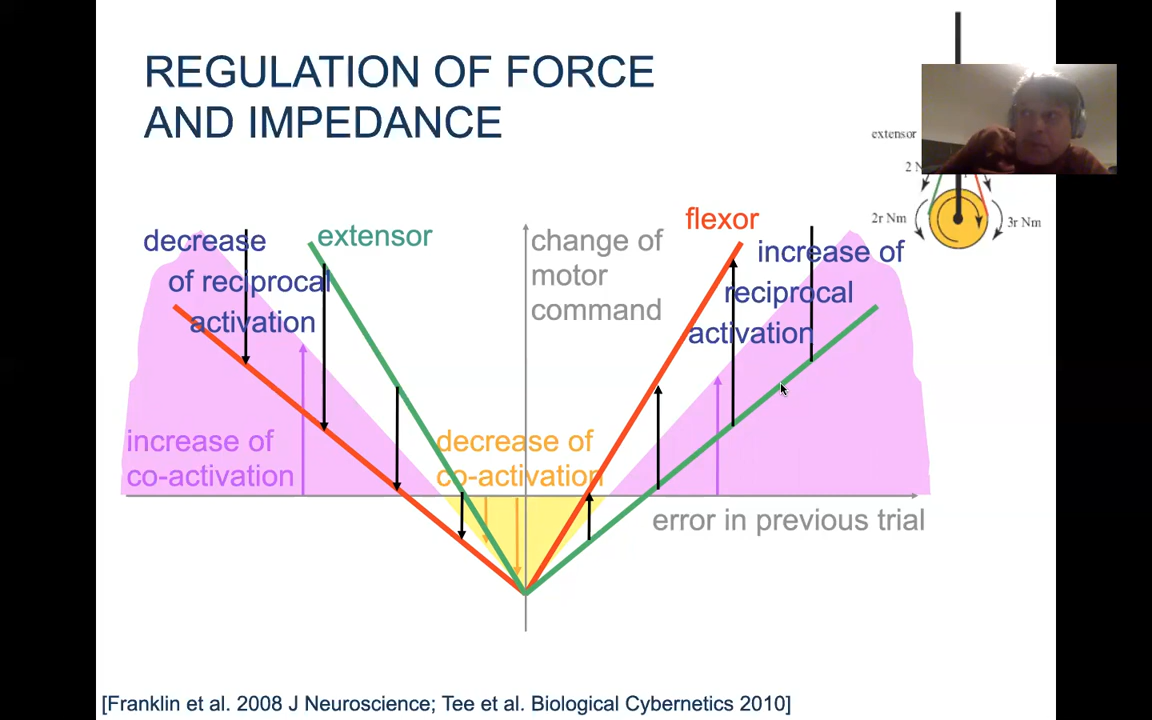 REGULATION OF FORCE
AND IMPEDANCE
extensor
2r Nm
3r Nm
decrease
of reciprocal
activation
extensor
change of
motor
command
flexor
increase of
reciprocal
activation
increase of
co-activation
decrease of
co-activation
error in previous trial
[Franklin et al. 2008 J Neuroscience; Tee et al. Biological Cybernetics 2010]